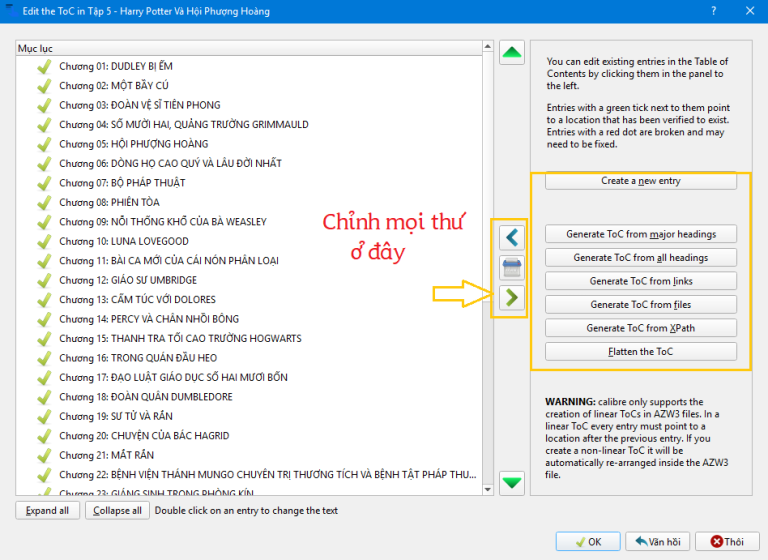 Edit the ToC in Tập 5 - Harry Potter Và Hội Phượng Hoàng
?
Mục lục
Chương 01: DUDLEY BỊ ẾM
Chương 02: MỘT BẦY CÚ
Chương 03: ĐOÀN VỆ SĨ TIÊN PHONG
Chương 04: SỐ MƯỜI HAI, QUẢNG TRƯỜNG GRIMMAULD
Chương 05: HỘI PHƯỢNG HOÀNG
Chương 06: DÒNG HỌ CAO QUÝ VÀ LÂU ĐỜI NHẤT
Chương 07: BỘ PHÁP THUẬT
Chương 08: PHIÊN TÒA
Chương 09: NỖI THỐNG KHỔ CỦA BÀ WEASLEY
Chương 10: LUNA LOVEGOOD
Chương 11: BÀI CA MỚI CỦA CÁI NÓN PHÂN LOẠI
Chương 12: GIÁO SƯ UMBRIDGE
Chương 13: CẤM TÚC VỚI DOLORES
Chương 14: PERCY VÀ CHÂN NHỒI BÔNG
Chương 15: THANH TRA TỐI CAO TRƯỜNG HOGWARTS
Chương 16: TRONG QUÁN ĐẦU HEO
Chương 17: ĐẠO LUẬT GIÁO DỤC SỐ HAI MƯƠI BỐN
Chương 18: ĐOÀN QUÂN DUMBLEDORE
Chương 19: SƯ TỬ VÀ RẮN
Chương 20: CHUYỆN CỦA BÁC HAGRID
Chương 21: MẮT RẮN
Chương 22: BỆNH VIỆN THÁNH MUNGO CHUYÊN TRỊ THƯƠNG TÍCH VÀ BỆNH TẬT PHÁP THU...
Chương 23: GIÁNG SINH TRONG PHÒNG KÍN
Chỉnh mọi thư
ở đây
You can edit existing entries in the Table of
Contents by clicking them in the panel to
the left.
Entries with a green tick next to them point
to a location that has been verified to exist.
Entries with a red dot are broken and may
need to be fixed.
Create a new entry
Generate ToC from major headings
Generate ToC from all headings
Generate ToC from links
Generate ToC from files
Generate ToC from XPath
Flatten the ToC
WARNING: calibre only supports the
creation of linear ToCs in AZW3 files. In a
linear ToC every entry must point to a
location after the previous entry. If you
create a non-linear ToC it will be
automatically re-arranged inside the AZW3
file.
Expand all
Collapse all
Double click on an entry to change the text
OK
Vãn hồi
Thôi